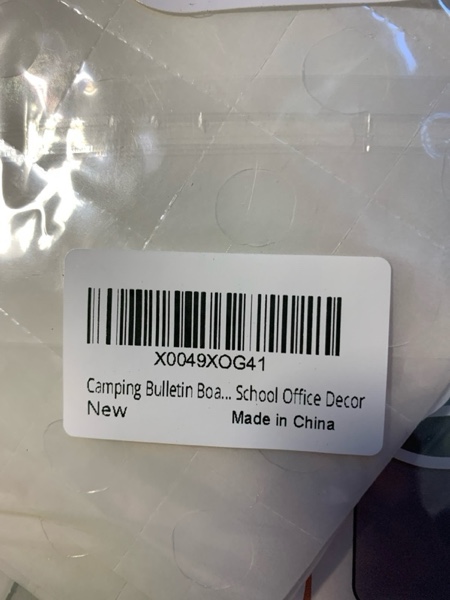 X0049XOG41
Camping Bulletin Boa... School Office Decor
New
Made in China